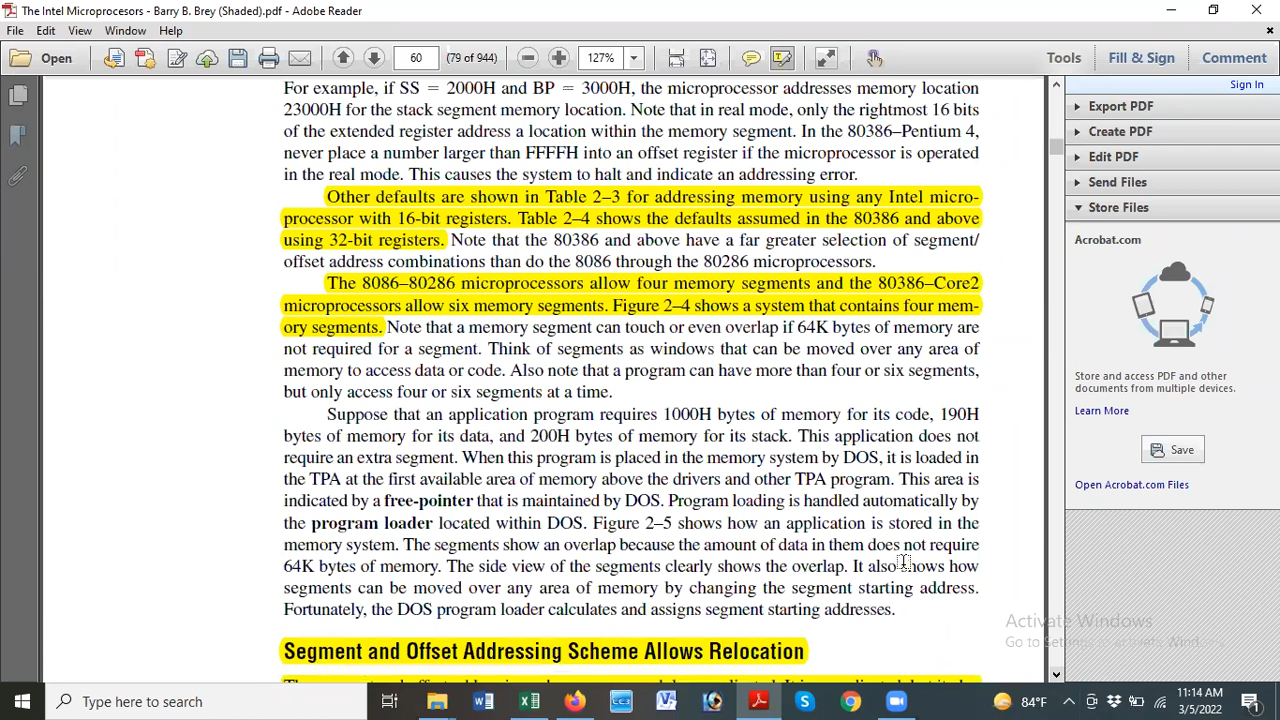 The Intel Microprocesors - Barry B. Brey (Shaded).pdf - Adobe Reader
File Edit View Window Help
Open 60 (79 of 944) 127% Tools Fill & Sign Comment
Sign In
For example, if SS = 2000H and BP = 3000H, the microprocessor addresses memory location
23000H for the stack segment memory location. Note that in real mode, only the rightmost 16 bits
of the extended register address a location within the memory segment. In the 80386–Pentium 4,
never place a number larger than FFFFH into an offset register if the microprocessor is operated
in the real mode. This causes the system to halt and indicate an addressing error.
Other defaults are shown in Table 2–3 for addressing memory using any Intel micro-
processor with 16-bit registers. Table 2–4 shows the defaults assumed in the 80386 and above
using 32-bit registers. Note that the 80386 and above have a far greater selection of segment/
offset address combinations than do the 8086 through the 80286 microprocessors.
The 8086–80286 microprocessors allow four memory segments and the 80386–Core2
microprocessors allow six memory segments. Figure 2–4 shows a system that contains four mem-
ory segments. Note that a memory segment can touch or even overlap if 64K bytes of memory are
not required for a segment. Think of segments as windows that can be moved over any area of
memory to access data or code. Also note that a program can have more than four or six segments,
but only access four or six segments at a time.
Suppose that an application program requires 1000H bytes of memory for its code, 190H
bytes of memory for its data, and 200H bytes of memory for its stack. This application does not
require an extra segment. When this program is placed in the memory system by DOS, it is loaded in
the TPA at the first available area of memory above the drivers and other TPA program. This area is
indicated by a free-pointer that is maintained by DOS. Program loading is handled automatically by
the program loader located within DOS. Figure 2–5 shows how an application is stored in the
memory system. The segments show an overlap because the amount of data in them does not require
64K bytes of memory. The side view of the segments clearly shows the overlap. It also shows how
segments can be moved over any area of memory by changing the segment starting address.
Fortunately, the DOS program loader calculates and assigns segment starting addresses.
Segment and Offset Addressing Scheme Allows Relocation
Export PDF
Create PDF
Edit PDF
Send Files
Store Files
Acrobat.com
Store and access PDF and other
documents from multiple devices.
Learn More
Save
Open Acrobat.com Files
Activate Windows
Go to Settings to activate Windows.
Type here to search
CC3
84°F
11:14 AM
3/5/2022
1